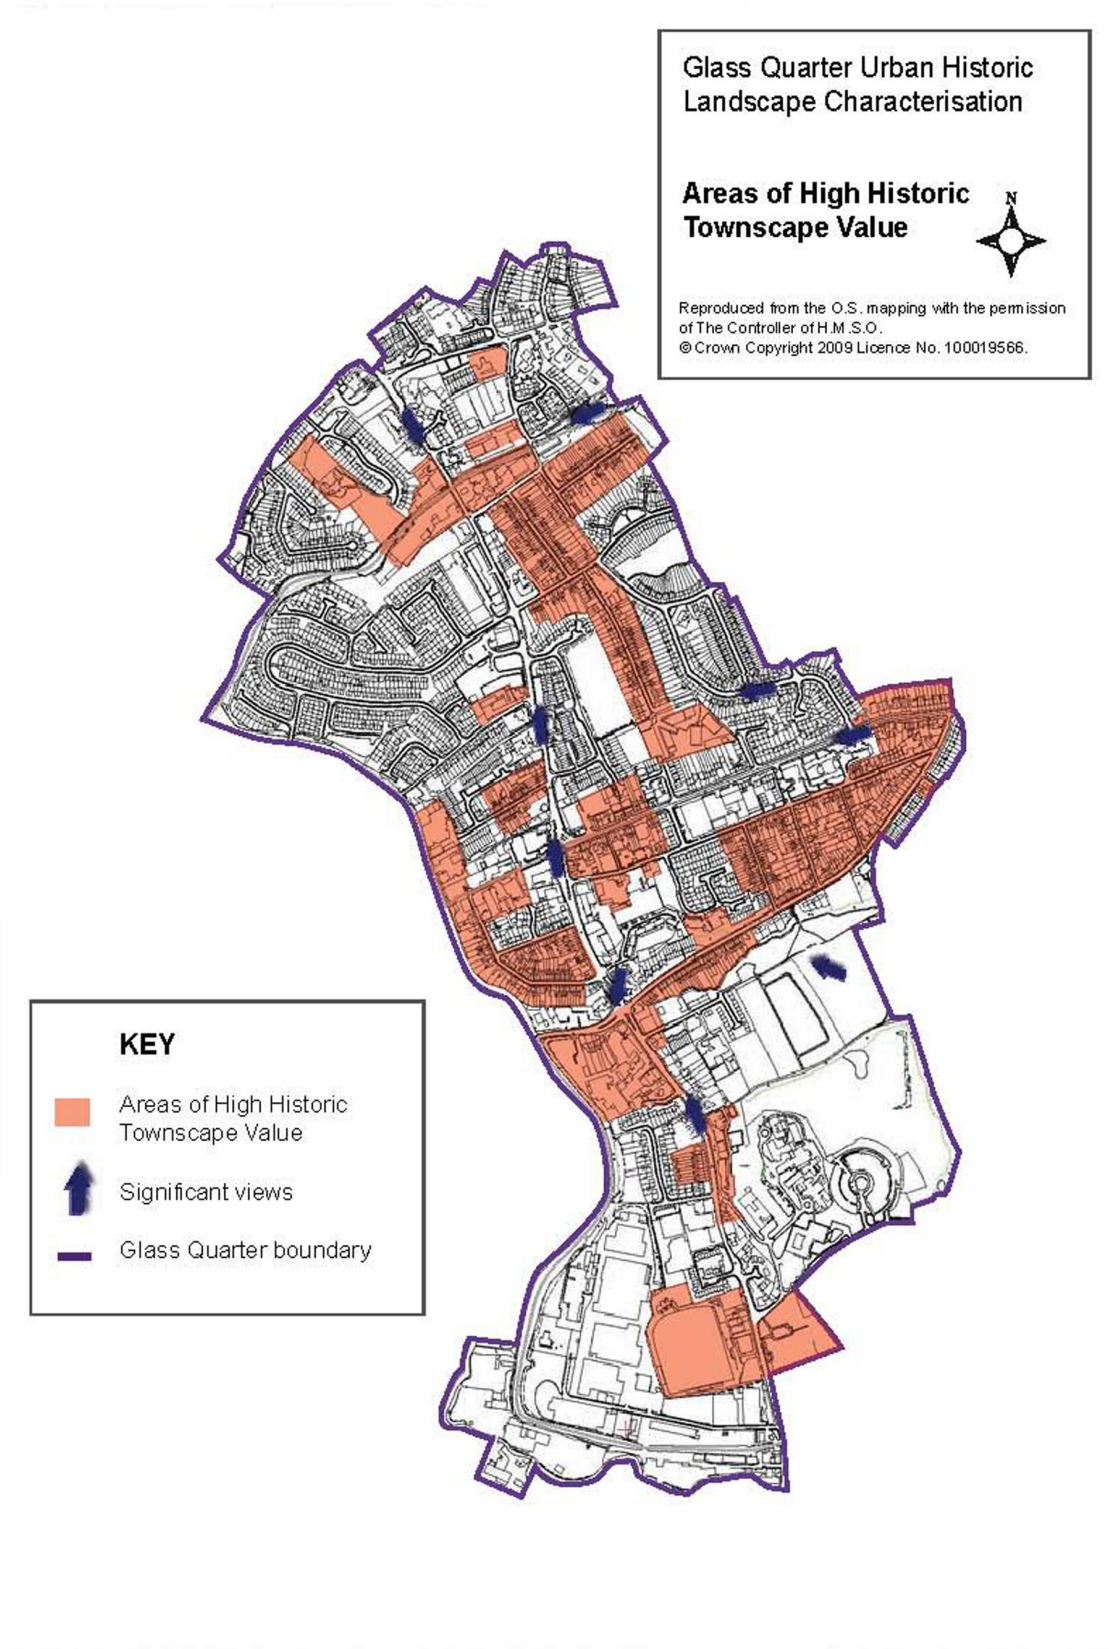 Glass Quarter Urban Historic
Landscape Characterisation
Areas of High Historic
Townscape Value
N
Reproduced from the O.S. mapping with the permission
of The Controller of H.M.S.O.
© Crown Copyright 2009 Licence No. 100019566.
KEY
Areas of High Historic
Townscape Value
Significant views
Glass Quarter boundary